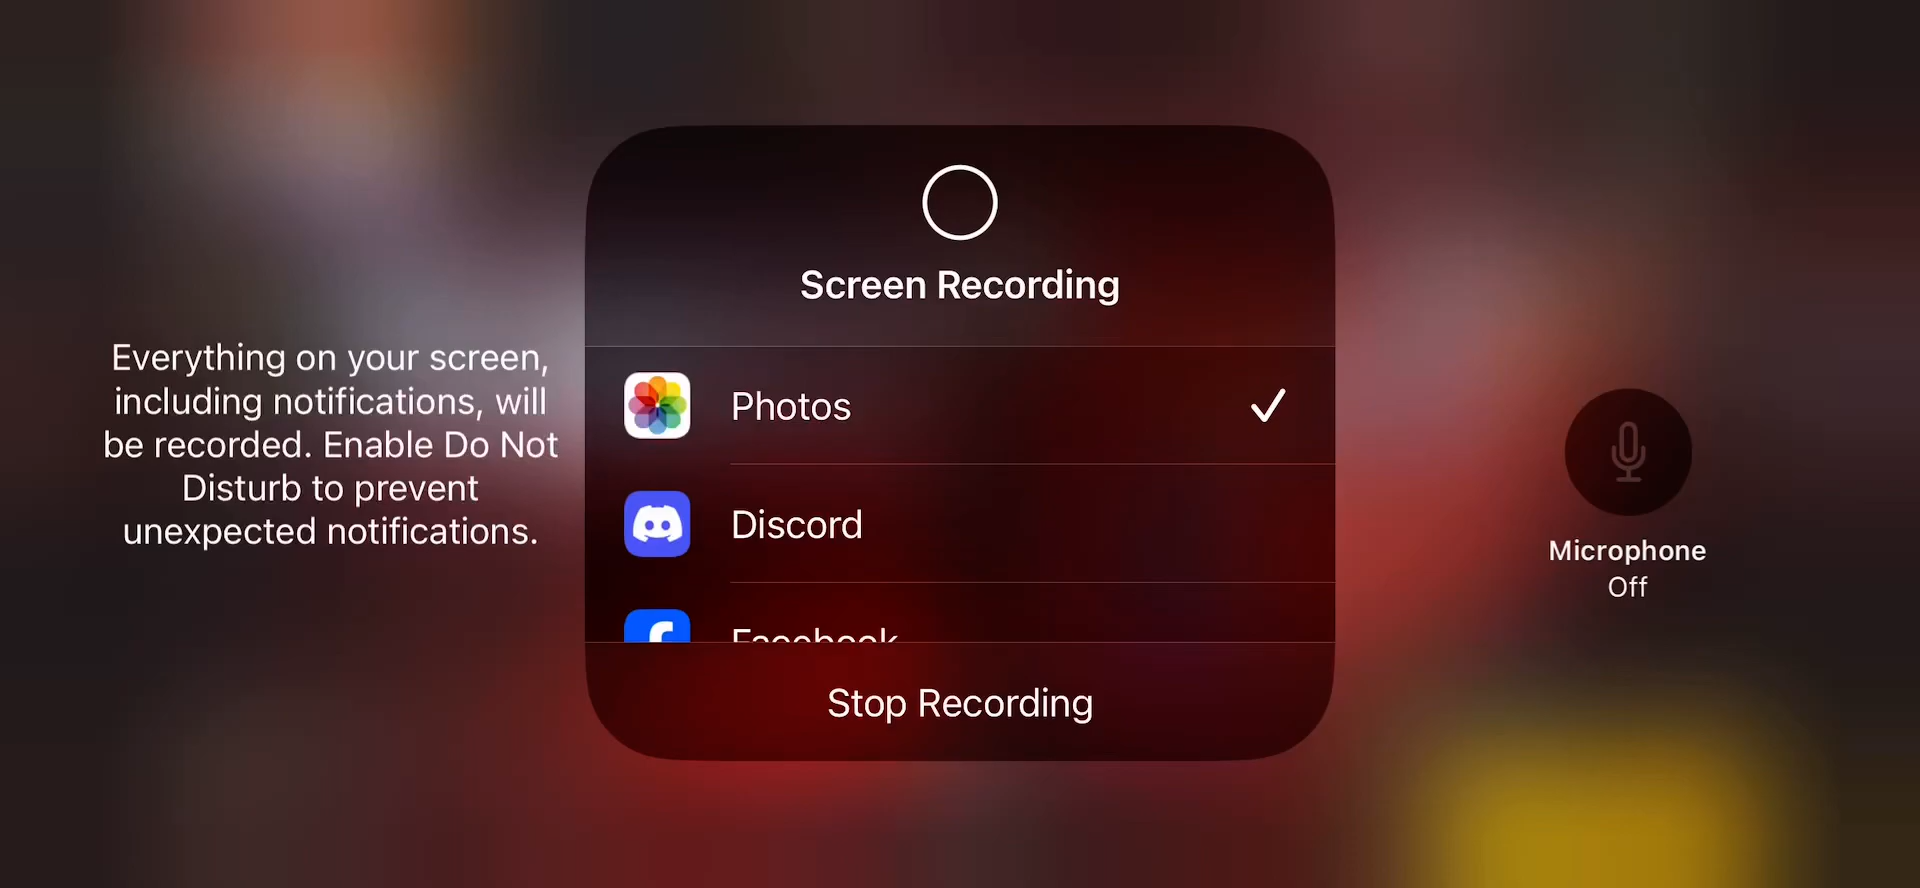 Screen Recording
Everything on your screen,
including notifications, will
be recorded. Enable Do Not
Disturb to prevent
unexpected notifications.
Photos
Discord
Facebook
Stop Recording
Microphone
Off